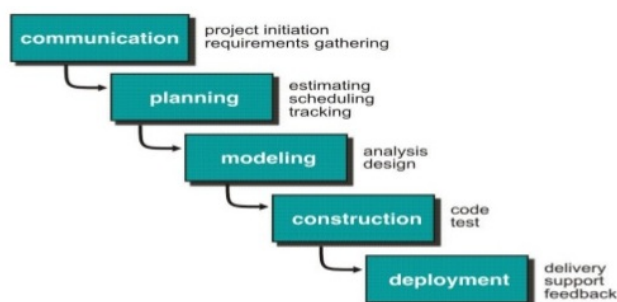 communication
project initiation
requirements gathering
planning
estimating
scheduling
tracking
modeling
analysis
design
construction
code
test
deployment
delivery
support
feedback